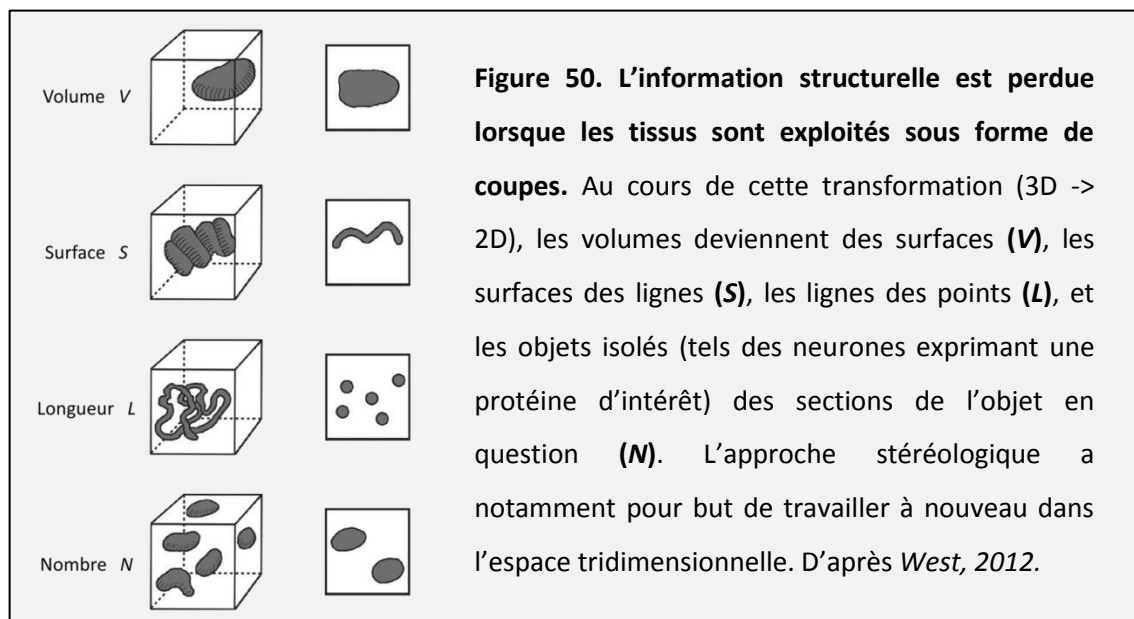 Volume V
Surface S
Longueur L
Nombre N
Figure 50. L’information structurelle est perdue
lorsque les tissus sont exploités sous forme de
coupes. Au cours de cette transformation (3D ->
2D), les volumes deviennent des surfaces (V), les
surfaces des lignes (S), les lignes des points (L), et
les objets isolés (tels des neurones exprimant une
protéine d’intérêt) des sections de l’objet en
question (N). L’approche stéréologique a
notamment pour but de travailler à nouveau dans
l’espace tridimensionnelle. D’après West, 2012.